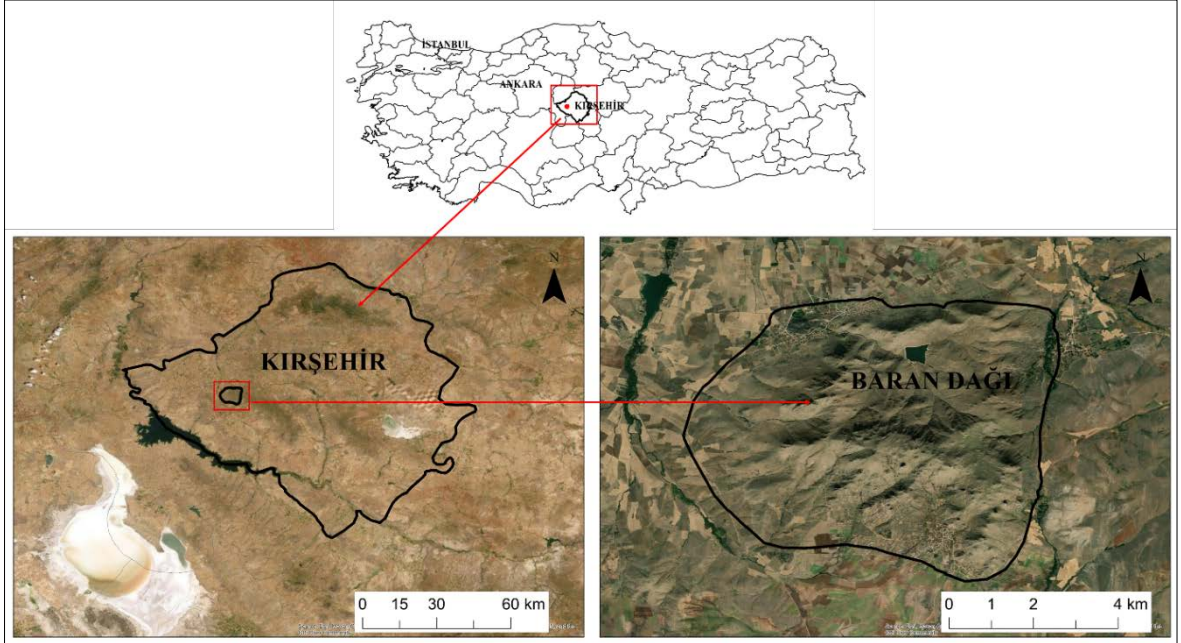 İSTANBUL
ANKARA
KIRŞEHİR
N
KIRŞEHİR
0 15 30 60 km
N
BARAN DAĞI
0 1 2 4 km